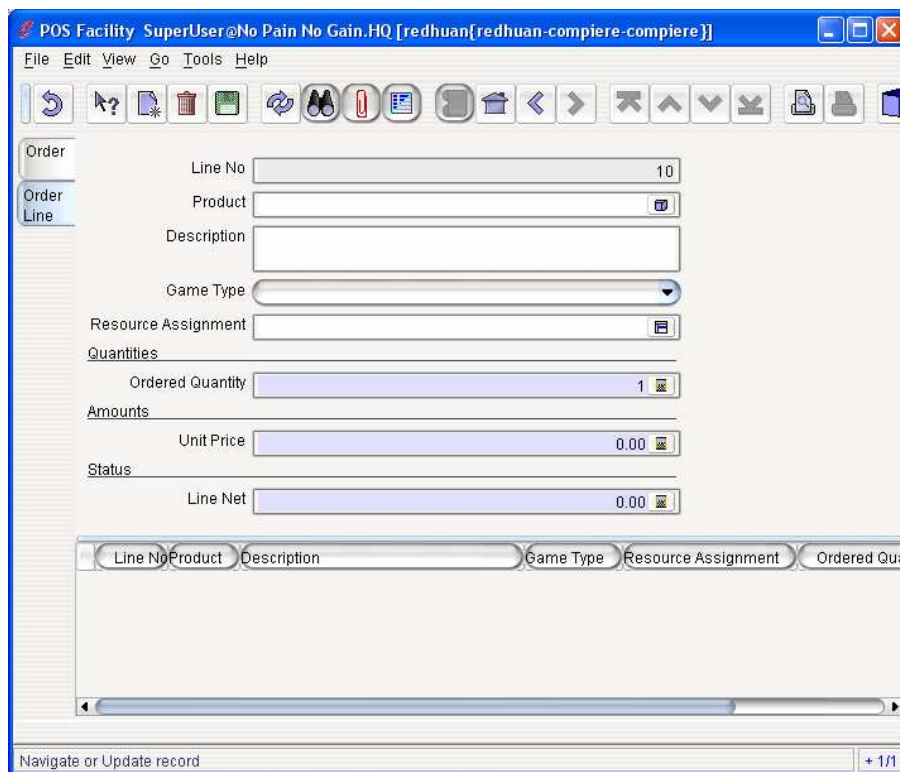 POS Facility SuperUser@No Pain No Gain.HQ [redhuan{redhuan-compiere-compiere}]
File Edit View Go Tools Help
Order
Order
Line
Line No 10
Product
Description
Game Type
Resource Assignment
Quantities
Ordered Quantity 1
Amounts
Unit Price 0.00
Status
Line Net 0.00
Line No Product Description Game Type Resource Assignment Ordered Qua
Navigate or Update record + 1/1